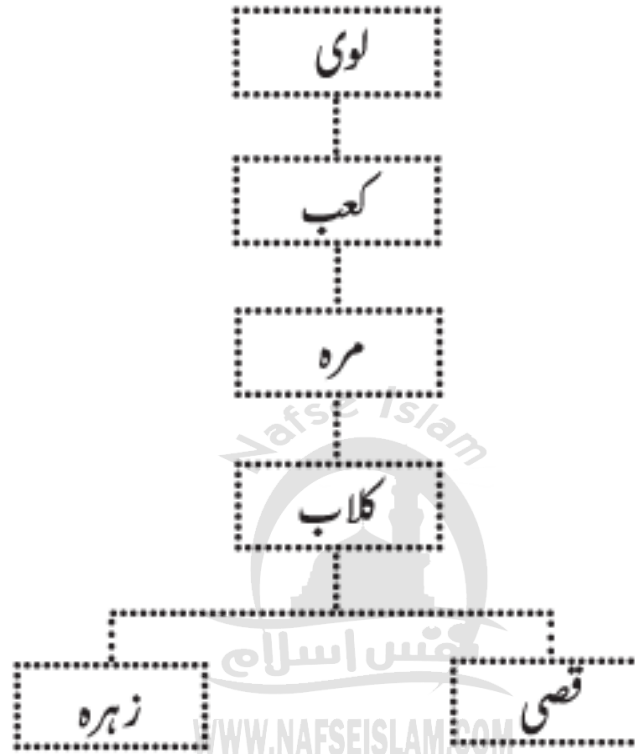 لوی
کعب
مرہ
Nafse Islam
کلاب
نفس اسلام
قصی
زہرہ
WWW.NAFSEISLAM.COM